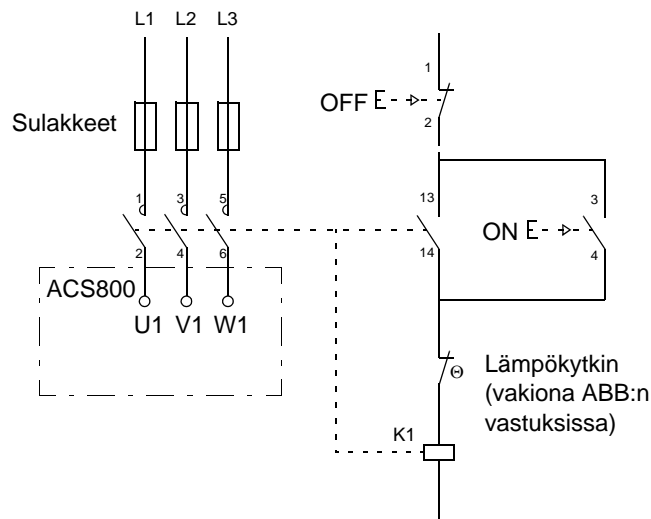 L1 L2 L3
Sulakkeet
1 3 5
2 4 6
ACS800
U1 V1 W1
1
OFF
2
13
14
3
ON
4
Θ
Lämpökytkin
(vakiona ABB:n
vastuksissa)
K1